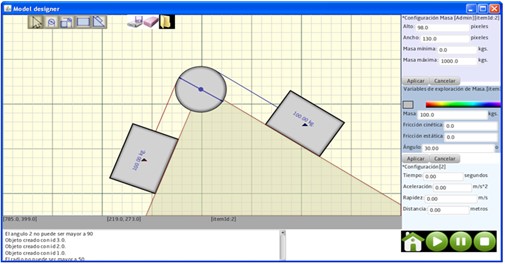 Model designer
*Configuración Masa [Admin][itemId:2]
Alto: 98.0 pixeles
Ancho: 130.0 pixeles
Masa mínima: 0.0 kgs.
Masa máxima: 1000.0 kgs.
Aplicar Cancelar
Variables de exploración de Masa.[item
Masa 100.0 kgs.
Fricción cinética: 0.0
Fricción estática: 0.0
Ángulo: 30.00
Aplicar Cancelar
*Configuración[2]
Tiempo: 0.00 segundos
Aceleración: 0.00 m/s^2
Rapidez: 0.00 m/s
Distancia: 0.00 metros
100.00 kg.
100.00 kg.
[785.0, 399.0] [219.0, 273.0] [itemId:2]
El angulo 2 no puede ser mayor a 90
Objeto creado con id 3.0.
Objeto creado con id 2.0.
Objeto creado con id 1.0.
El radio no puede ser mayor a 50